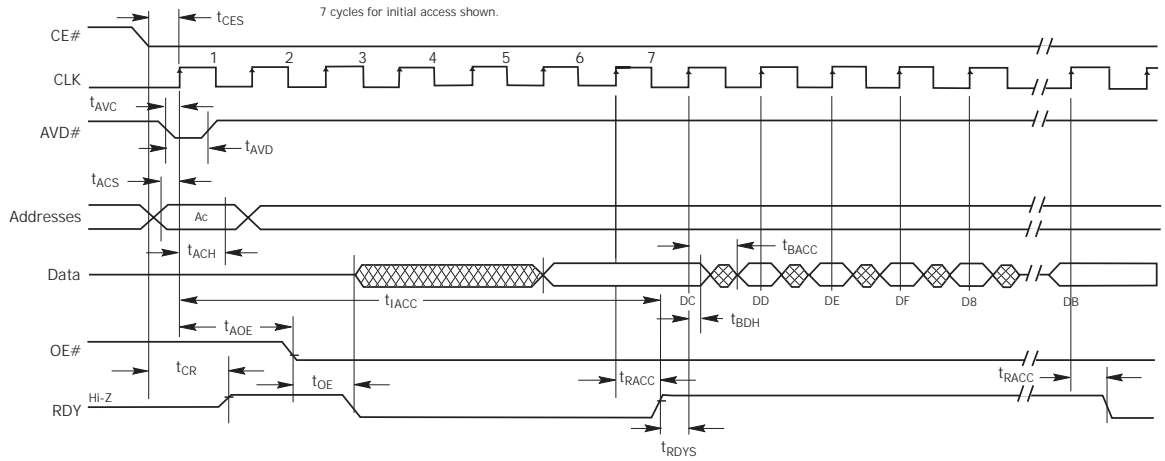 7 cycles for initial access shown.
tCES
CE#
1 2 3 4 5 6 7
CLK
tAVC
AVD#
tAVD
tACS
Addresses
Ac
tACH
tBACC
Data
DC DD DE DF D8 DB
tIACC
tBDH
tAOE
OE#
tCR
tOE
tRACC
tRACC
Hi-Z
RDY
tRDYS